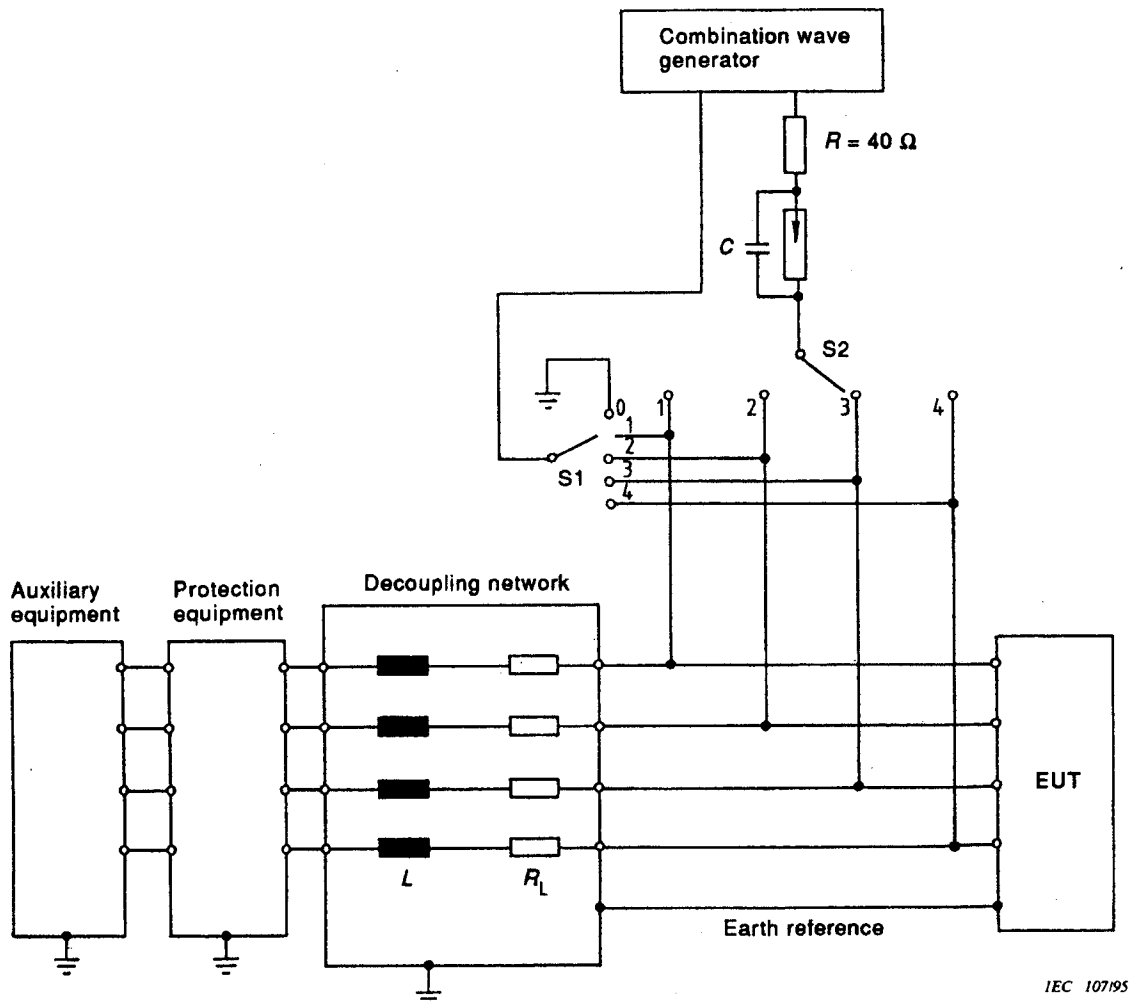 Combination wave
generator
R = 40 Ω
C
S2
0
1
2
3
4
1
2
3
4
S1
Auxiliary
equipment
Protection
equipment
Decoupling network
L
RL
EUT
Earth reference
IEC 107/95